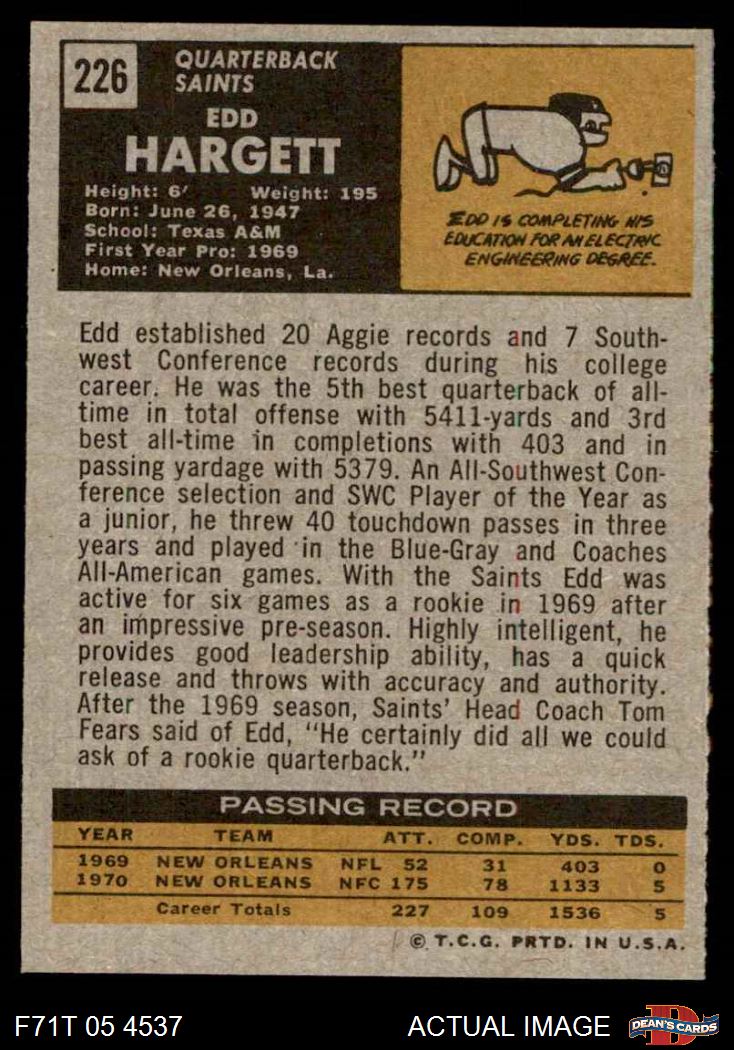 226
QUARTERBACK
SAINTS
EDD
HARGETT
Height: 6' Weight: 195
Born: June 26, 1947
School: Texas A&M
First Year Pro: 1969
Home: New Orleans, La.
EDD IS COMPLETING HIS
EDUCATION FOR AN ELECTRIC
ENGINEERING DEGREE.
Edd established 20 Aggie records and 7 South-
west Conference records during his college
career. He was the 5th best quarterback of all-
time in total offense with 5411-yards and 3rd
best all-time in completions with 403 and in
passing yardage with 5379. An All-Southwest Con-
ference selection and SWC Player of the Year as
a junior, he threw 40 touchdown passes in three
years and played in the Blue-Gray and Coaches
All-American games. With the Saints Edd was
active for six games as a rookie in 1969 after
an impressive pre-season. Highly intelligent, he
provides good leadership ability, has a quick
release and throws with accuracy and authority.
After the 1969 season, Saints' Head Coach Tom
Fears said of Edd, "He certainly did all we could
ask of a rookie quarterback."
PASSING RECORD
YEAR TEAM ATT. COMP. YDS. TDS.
1969 NEW ORLEANS NFL 52 31 403 0
1970 NEW ORLEANS NFC 175 78 1133 5
Career Totals 227 109 1536 5
© T.C.G. PRTD. IN U.S.A.
F71T 05 4537 ACTUAL IMAGE DEAN'S CARDS